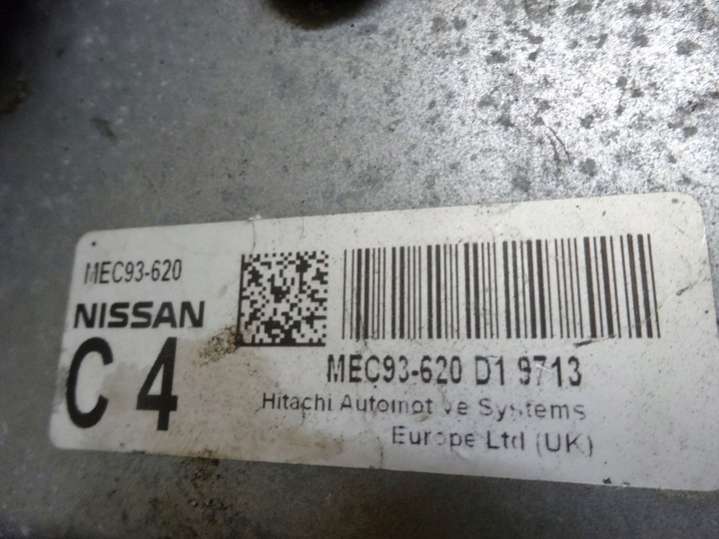 MEC93-620
NISSAN
C 4
MEC93-620 D1 9713
Hitachi Automotive Systems
Europe Ltd (UK)